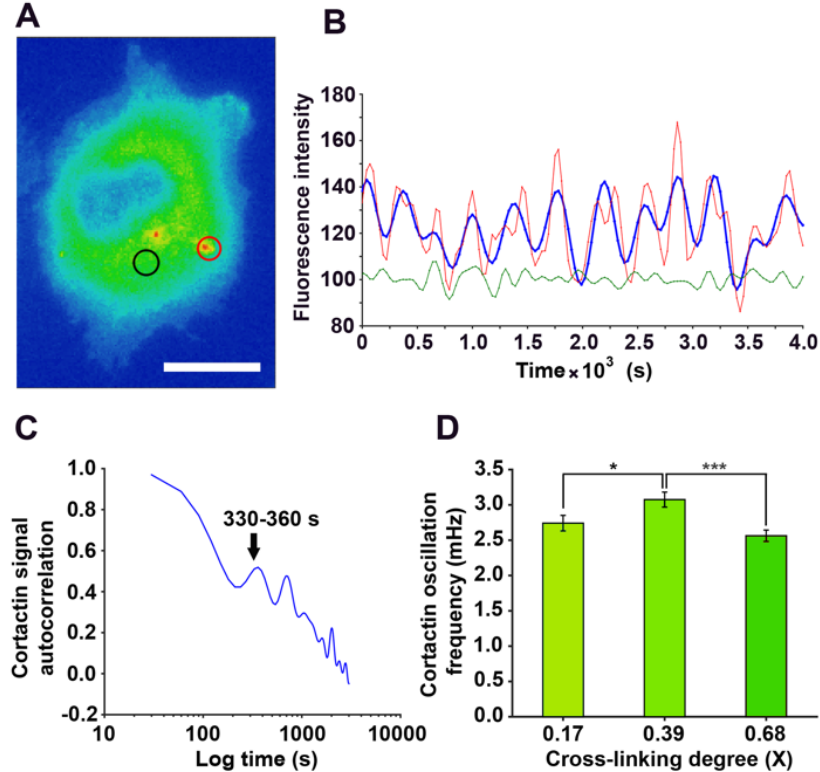 A
B
Fluorescence intensity
180
160
140
120
100
80
0 0.5 1.0 1.5 2.0 2.5 3.0 3.5 4.0
Time×10³ (s)
C
Cortactin signal
autocorrelation
1.0
0.8
0.6
0.4
0.2
0.0
-0.2
330-360 s
10 100 1000 10000
Log time (s)
D
Cortactin oscillation
frequency (mHz)
3.5
3.0
2.5
2.0
1.5
1.0
0.5
0.0
* ***
0.17 0.39 0.68
Cross-linking degree (X)